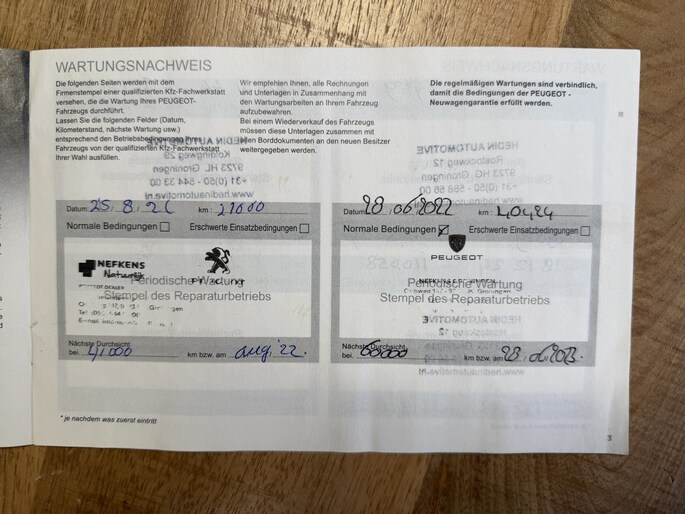 WARTUNGSNACHWEIS
Die folgenden Seiten werden mit dem
Firmenstempel einer qualifizierten Kfz-Fachwerkstatt
versehen, die die Wartung Ihres PEUGEOT-
Fahrzeugs durchführt.
Lassen Sie die folgenden Felder (Datum,
Kilometerstand, nächste Wartung usw.)
entsprechend den Betriebsbedingungen Ihres
Fahrzeugs von der qualifizierten Kfz-Fachwerkstatt
Ihrer Wahl ausfüllen.
Wir empfehlen Ihnen, alle Rechnungen
und Unterlagen in Zusammenhang mit
den Wartungsarbeiten an Ihrem Fahrzeug
aufzubewahren.
Bei einem Wiederverkauf des Fahrzeugs
müssen diese Unterlagen zusammen mit
den Borddokumenten an den neuen Besitzer
weitergegeben werden.
Die regelmäßigen Wartungen sind verbindlich,
damit die Bedingungen der PEUGEOT -
Neuwagengarantie erfüllt werden.
Datum: 25.8.21 km: 21000
Normale Bedingungen Erschwerte Einsatzbedingungen
NEFKENS
Natuurlijk
Periodische Wartung
Stempel des Reparaturbetriebs
Nächste Durchsicht
bei 41000 km bzw. am aug '22
Datum 28.06.2022 km: 40424
Normale Bedingungen Erschwerte Einsatzbedingungen
PEUGEOT
Periodische Wartung
Stempel des Reparaturbetriebs
Nächste Durchsicht
bei 60000 km bzw. am 28.06.2023.
* je nachdem was zuerst eintritt
3